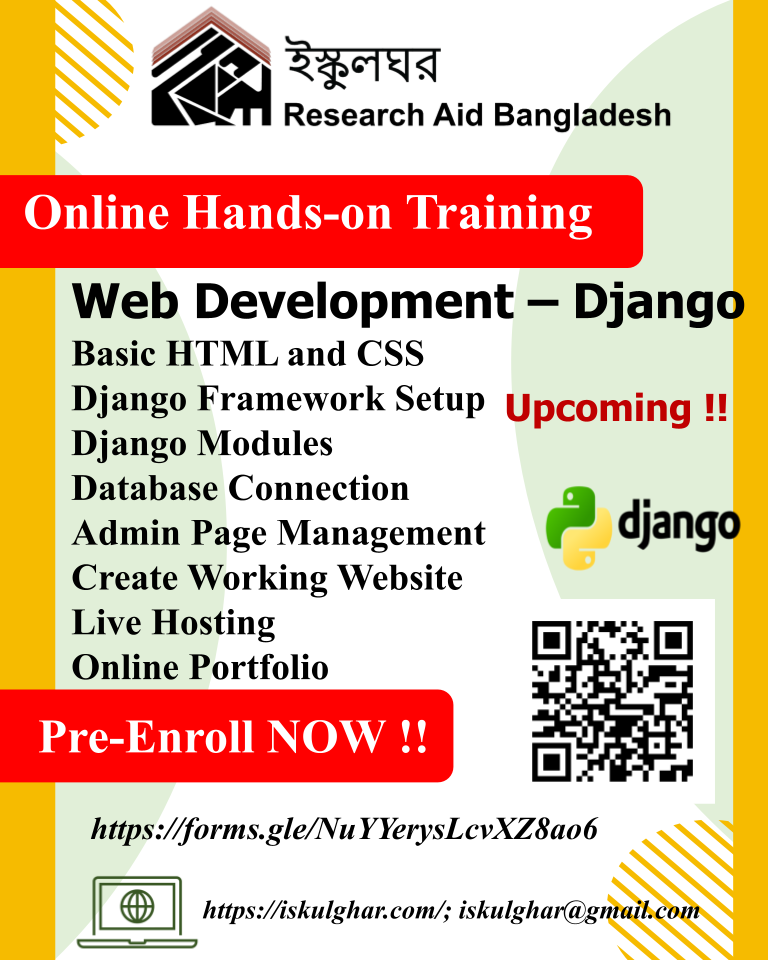 ইস্কুলঘর
Research Aid Bangladesh
Online Hands-on Training
Web Development – Django
Basic HTML and CSS
Django Framework Setup
Upcoming !!
Django Modules
Database Connection
Admin Page Management
django
Create Working Website
Live Hosting
Online Portfolio
Pre-Enroll NOW !!
https://forms.gle/NuYYerysLcvXZ8ao6
https://iskulghar.com/; iskulghar@gmail.com